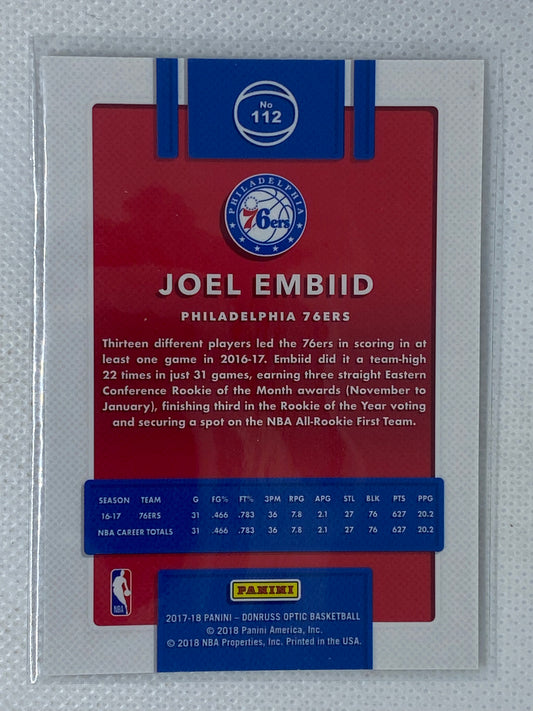 No
112
PHILADELPHIA
76ers
JOEL EMBIID
PHILADELPHIA 76ERS
Thirteen different players led the 76ers in scoring in at
least one game in 2016-17. Embiid did it a team-high
22 times in just 31 games, earning three straight Eastern
Conference Rookie of the Month awards (November to
January), finishing third in the Rookie of the Year voting
and securing a spot on the NBA All-Rookie First Team.
SEASON TEAM G FG% FT% 3PM RPG APG STL BLK PTS PPG
16-17 76ERS 31 .466 .783 36 7.8 2.1 27 76 627 20.2
NBA CAREER TOTALS 31 .466 .783 36 7.8 2.1 27 76 627 20.2
NBA
PANINI
2017-18 PANINI – DONRUSS OPTIC BASKETBALL
© 2018 Panini America, Inc.
© 2018 NBA Properties, Inc. Printed in the USA.